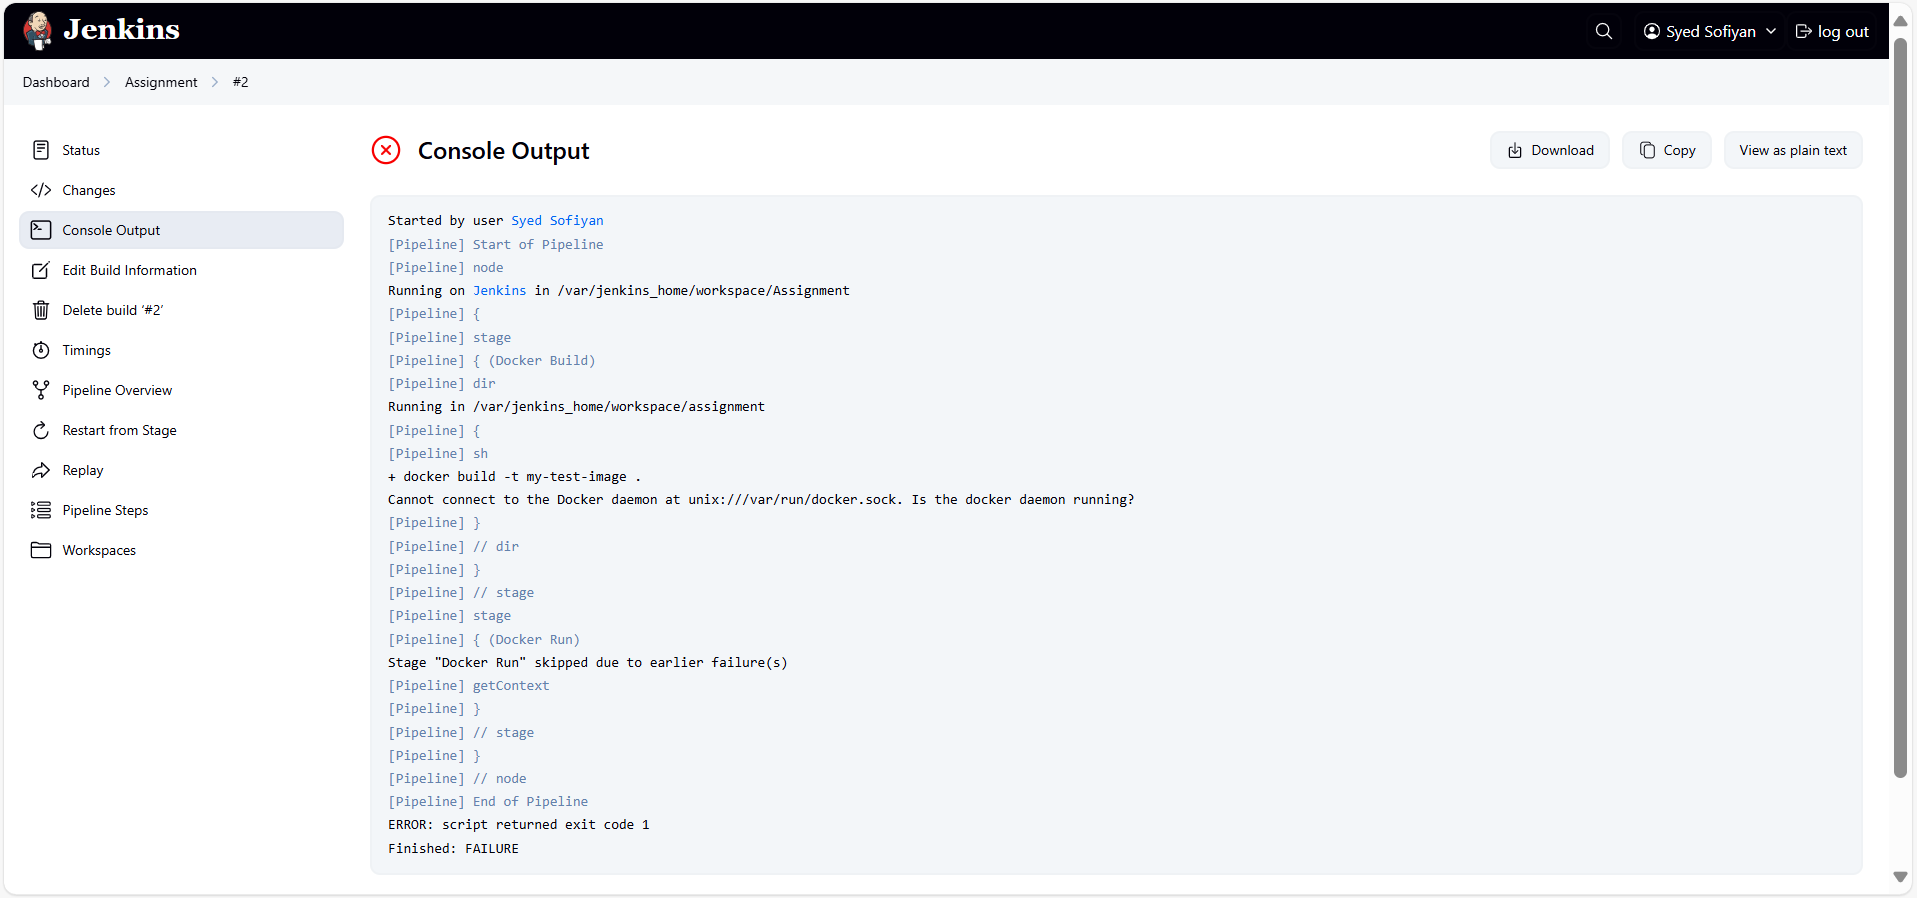 Jenkins
Syed Sofiyan
log out
Dashboard > Assignment > #2
Status
Changes
Console Output
Edit Build Information
Delete build ‘#2’
Timings
Pipeline Overview
Restart from Stage
Replay
Pipeline Steps
Workspaces
Console Output
Download
Copy
View as plain text
Started by user Syed Sofiyan
[Pipeline] Start of Pipeline
[Pipeline] node
Running on Jenkins in /var/jenkins_home/workspace/Assignment
[Pipeline] {
[Pipeline] stage
[Pipeline] { (Docker Build)
[Pipeline] dir
Running in /var/jenkins_home/workspace/assignment
[Pipeline] {
[Pipeline] sh
+ docker build -t my-test-image .
Cannot connect to the Docker daemon at unix:///var/run/docker.sock. Is the docker daemon running?
[Pipeline] }
[Pipeline] // dir
[Pipeline] }
[Pipeline] // stage
[Pipeline] stage
[Pipeline] { (Docker Run)
Stage "Docker Run" skipped due to earlier failure(s)
[Pipeline] getContext
[Pipeline] }
[Pipeline] // stage
[Pipeline] }
[Pipeline] // node
[Pipeline] End of Pipeline
ERROR: script returned exit code 1
Finished: FAILURE